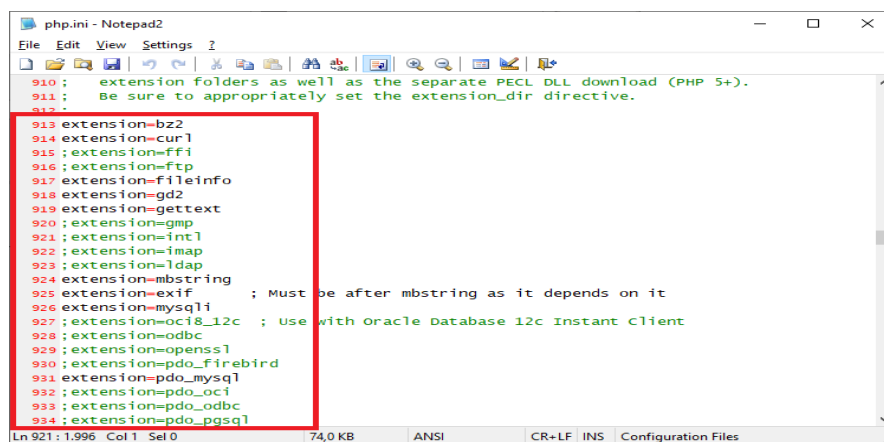 php.ini - Notepad2
File Edit View Settings ?
910 ;   extension folders as well as the separate PECL DLL download (PHP 5+).
911 ;   Be sure to appropriately set the extension_dir directive.
912 ;
913 extension=bz2
914 extension=curl
915 ;extension=ffi
916 ;extension=ftp
917 extension=fileinfo
918 extension=gd2
919 extension=gettext
920 ;extension=gmp
921 ;extension=intl
922 ;extension=imap
923 ;extension=ldap
924 extension=mbstring
925 extension=exif      ; Must be after mbstring as it depends on it
926 extension=mysqli
927 ;extension=oci8_12c  ; Use with Oracle Database 12c Instant Client
928 ;extension=odbc
929 ;extension=openssl
930 ;extension=pdo_firebird
931 extension=pdo_mysql
932 ;extension=pdo_oci
933 ;extension=pdo_odbc
934 ;extension=pdo_pgsql
Ln 921 : 1.996 Col 1 Sel 0 74,0 KB ANSI CR+LF INS Configuration Files